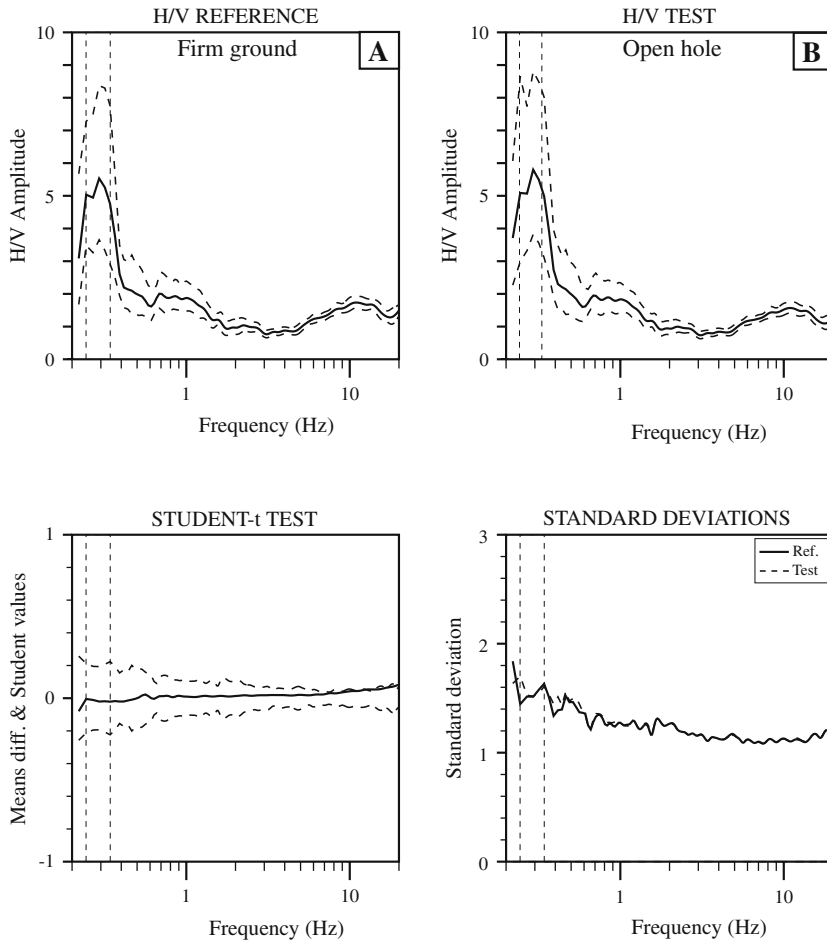 H/V REFERENCE
Firm ground
A
10
5
0
H/V Amplitude
1
10
Frequency (Hz)
H/V TEST
Open hole
B
10
5
0
H/V Amplitude
1
10
Frequency (Hz)
STUDENT-t TEST
1
0
-1
Means diff. & Student values
1
10
Frequency (Hz)
STANDARD DEVIATIONS
Ref.
Test
3
2
1
0
Standard deviation
1
10
Frequency (Hz)